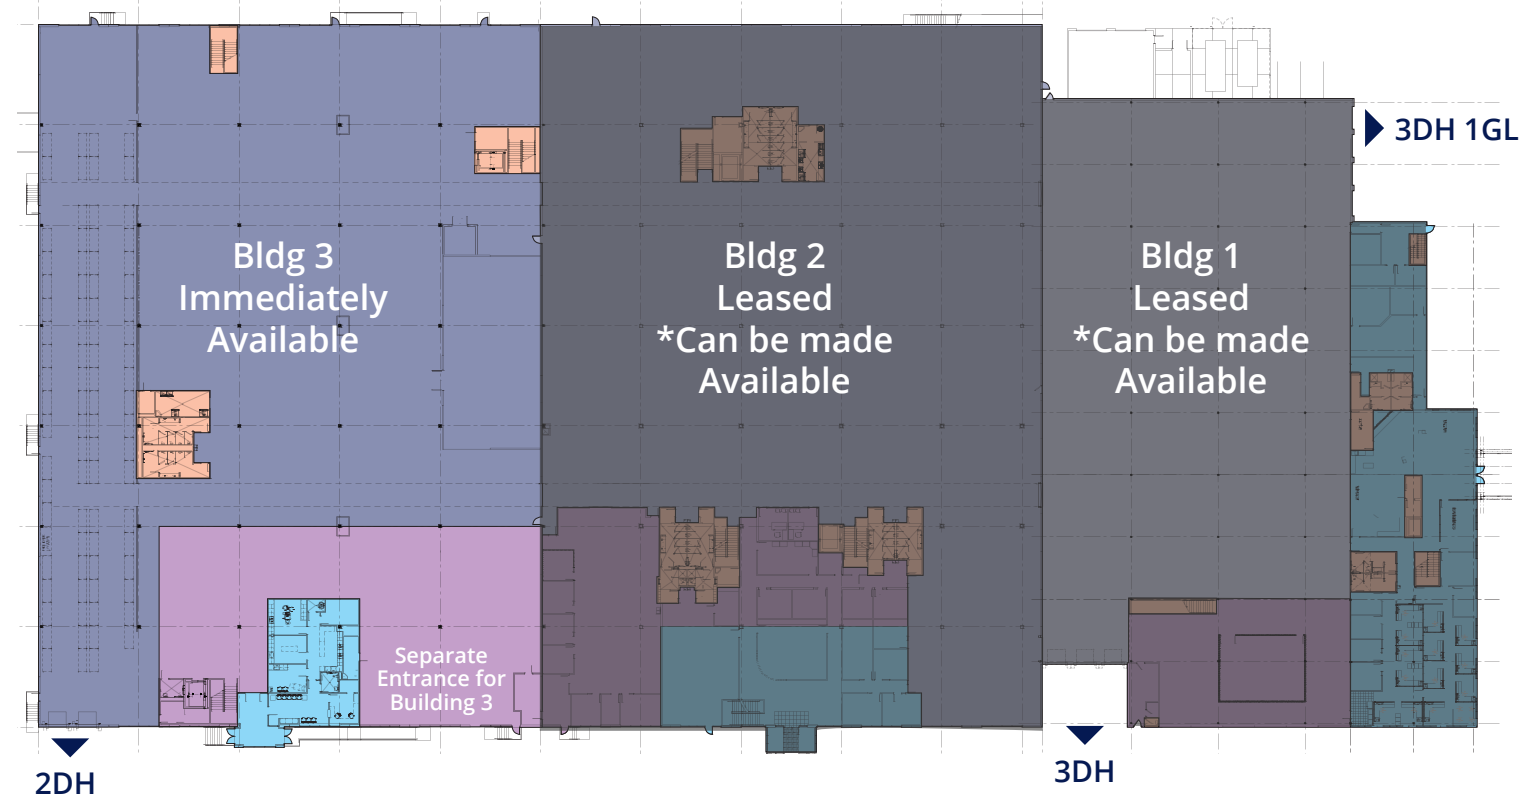 3DH 1GL
Bldg 3
Immediately
Available
Bldg 2
Leased
*Can be made
Available
Bldg 1
Leased
*Can be made
Available
Separate
Entrance for
Building 3
2DH
3DH